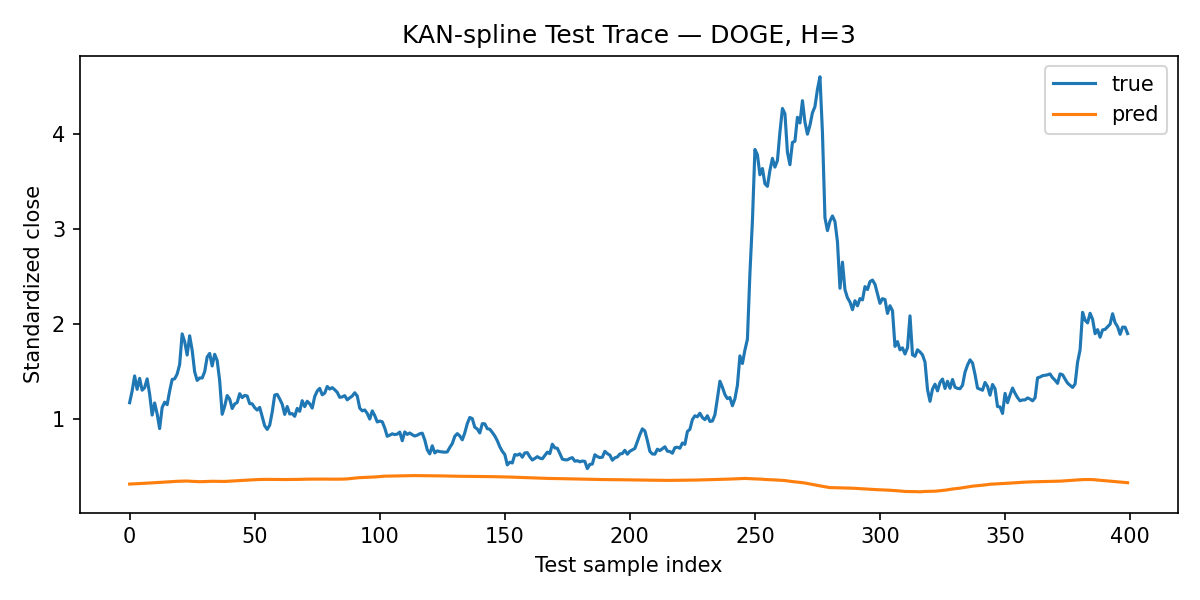 KAN-spline Test Trace — DOGE, H=3
true
pred
Standardized close
4
3
2
1
0 50 100 150 200 250 300 350 400
Test sample index